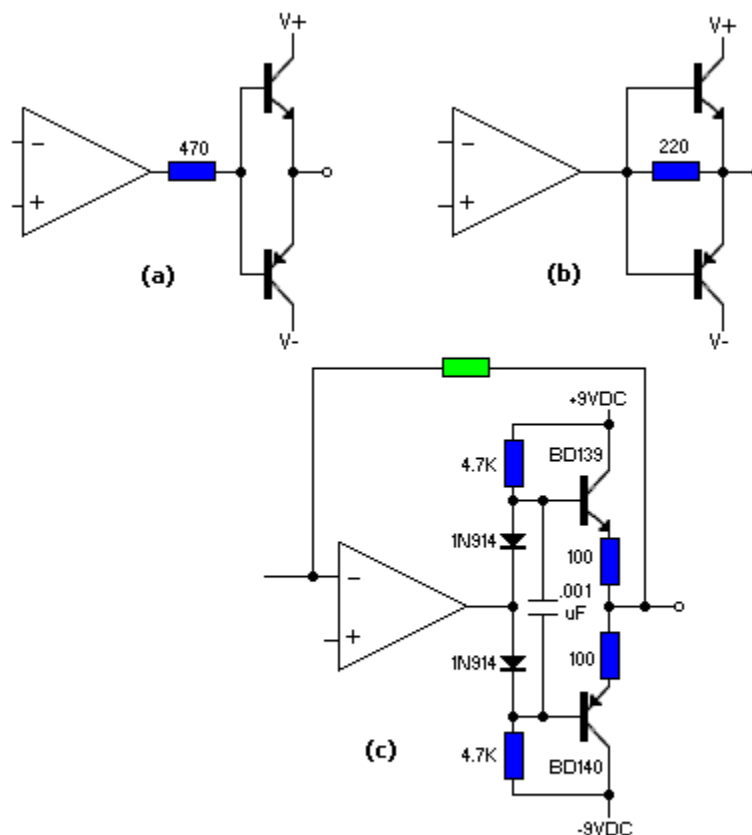 V+
470
−
+
(a)
V-
V+
220
−
+
(b)
V-
+9VDC
4.7K
BD139
1N914
100
−
.001
uF
+
1N914
100
(c)
4.7K
BD140
-9VDC